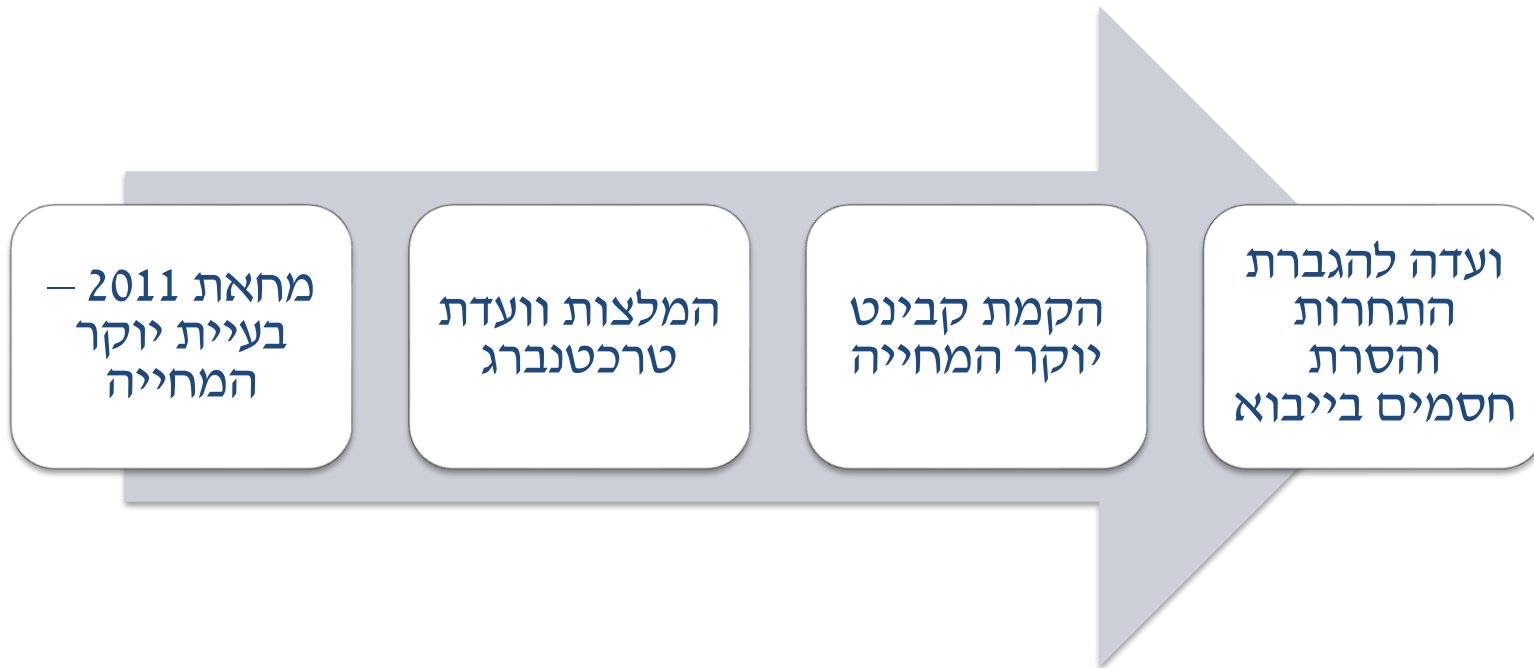 מחאת 2011 –
בעיית יוקר
המחייה
המלצות וועדת
טרכטנברג
הקמת קבינט
יוקר המחייה
ועדה להגברת
התחרות
והסרת
חסמים בייבוא